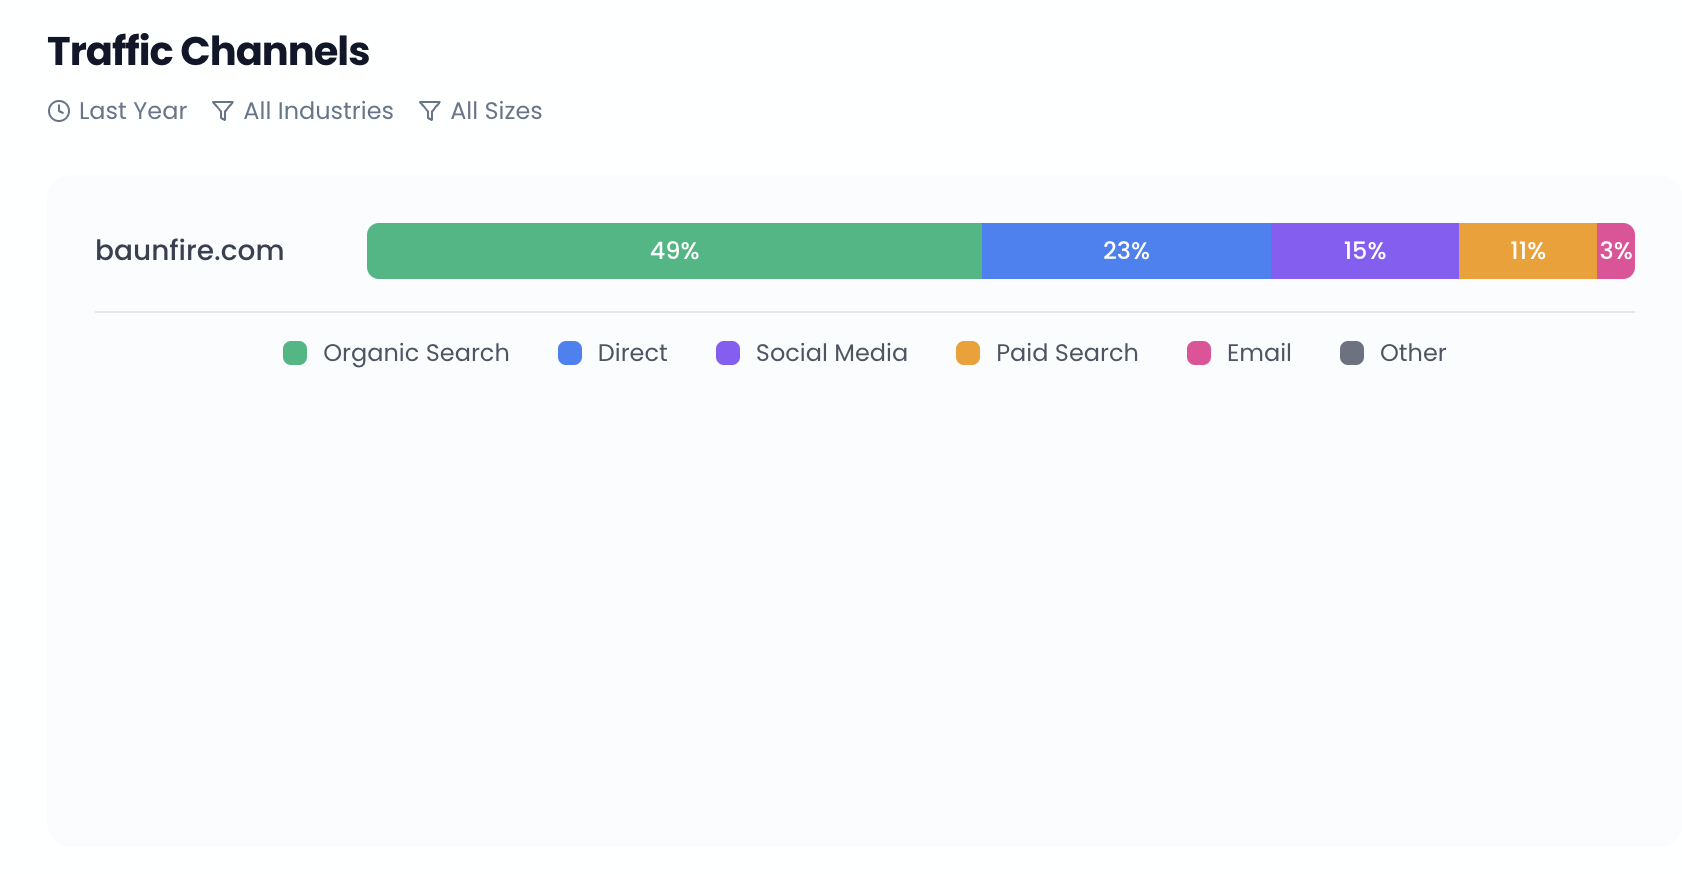 Traffic Channels
Last Year All Industries All Sizes
baunfire.com 49% 23% 15% 11% 3%
Organic Search Direct Social Media Paid Search Email Other